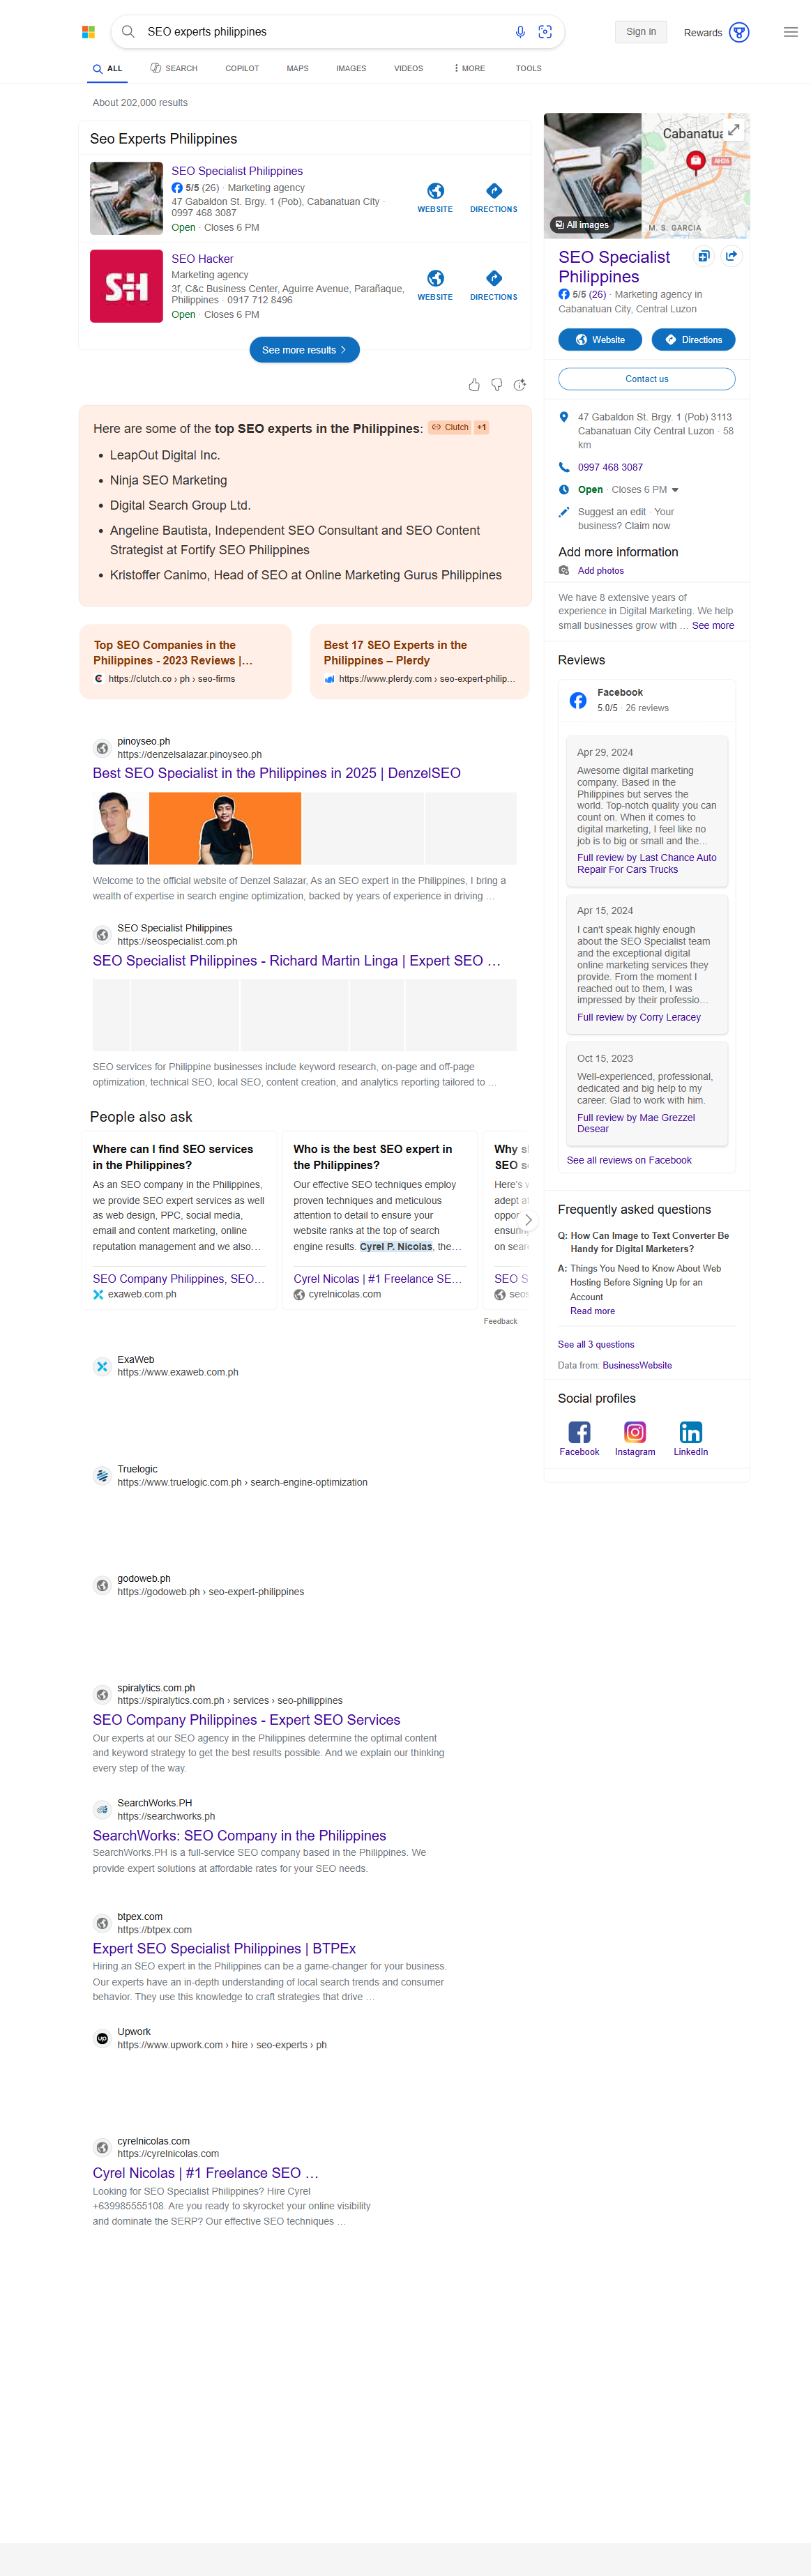 SEO experts philippines
Sign in
Rewards
ALL
SEARCH
COPILOT
MAPS
IMAGES
VIDEOS
MORE
TOOLS
About 202,000 results
Seo Experts Philippines
SEO Specialist Philippines
5/5 (26) · Marketing agency
47 Gabaldon St. Brgy. 1 (Pob), Cabanatuan City ·
0997 468 3087
Open · Closes 6 PM
WEBSITE
DIRECTIONS
SEO Hacker
Marketing agency
3f, C&c Business Center, Aguirre Avenue, Parañaque,
Philippines · 0917 712 8496
Open · Closes 6 PM
WEBSITE
DIRECTIONS
See more results
Here are some of the top SEO experts in the Philippines: Clutch +1
LeapOut Digital Inc.
Ninja SEO Marketing
Digital Search Group Ltd.
Angeline Bautista, Independent SEO Consultant and SEO Content
Strategist at Fortify SEO Philippines
Kristoffer Canimo, Head of SEO at Online Marketing Gurus Philippines
Top SEO Companies in the
Philippines - 2023 Reviews |...
https://clutch.co › ph › seo-firms
Best 17 SEO Experts in the
Philippines – Plerdy
https://www.plerdy.com › seo-expert-philip...
pinoyseo.ph
https://denzelsalazar.pinoyseo.ph
Best SEO Specialist in the Philippines in 2025 | DenzelSEO
Welcome to the official website of Denzel Salazar, As an SEO expert in the Philippines, I bring a
wealth of expertise in search engine optimization, backed by years of experience in driving ...
SEO Specialist Philippines
https://seospecialist.com.ph
SEO Specialist Philippines - Richard Martin Linga | Expert SEO ...
SEO services for Philippine businesses include keyword research, on-page and off-page
optimization, technical SEO, local SEO, content creation, and analytics reporting tailored to ...
People also ask
Where can I find SEO services
in the Philippines?
As an SEO company in the Philippines,
we provide SEO expert services as well
as web design, PPC, social media,
email and content marketing, online
reputation management and we also...
SEO Company Philippines, SEO...
exaweb.com.ph
Who is the best SEO expert in
the Philippines?
Our effective SEO techniques employ
proven techniques and meticulous
attention to detail to ensure your
website ranks at the top of search
engine results. Cyrel P. Nicolas, the...
Cyrel Nicolas | #1 Freelance SE...
cyrelnicolas.com
Why
SEO
Here's
adept
on
SEO S
Feedback
ExaWeb
https://www.exaweb.com.ph
Truelogic
https://www.truelogic.com.ph › search-engine-optimization
godoweb.ph
https://godoweb.ph › seo-expert-philippines
spiralytics.com.ph
https://spiralytics.com.ph › services › seo-philippines
SEO Company Philippines - Expert SEO Services
Our experts at our SEO agency in the Philippines determine the optimal content
and keyword strategy to get the best results possible. And we explain our thinking
every step of the way.
SearchWorks.PH
https://searchworks.ph
SearchWorks: SEO Company in the Philippines
SearchWorks.PH is a full-service SEO company based in the Philippines. We
provide expert solutions at affordable rates for your SEO needs.
btpex.com
https://btpex.com
Expert SEO Specialist Philippines | BTPEx
Hiring an SEO expert in the Philippines can be a game-changer for your business.
Our experts have an in-depth understanding of local search trends and consumer
behavior. They use this knowledge to craft strategies that drive ...
Upwork
https://www.upwork.com › hire › seo-experts › ph
cyrelnicolas.com
https://cyrelnicolas.com
Cyrel Nicolas | #1 Freelance SEO ...
Looking for SEO Specialist Philippines? Hire Cyrel
+639985555108. Are you ready to skyrocket your online visibility
and dominate the SERP? Our effective SEO techniques ...
Cabanatua
AH26
M. S. GARCIA
All images
SEO Specialist
Philippines
5/5 (26) · Marketing agency in
Cabanatuan City, Central Luzon
Website
Directions
Contact us
47 Gabaldon St. Brgy. 1 (Pob) 3113
Cabanatuan City Central Luzon · 58
km
0997 468 3087
Open · Closes 6 PM
Suggest an edit · Your
business? Claim now
Add more information
Add photos
We have 8 extensive years of
experience in Digital Marketing. We help
small businesses grow with ... See more
Reviews
Facebook
5.0/5 · 26 reviews
Apr 29, 2024
Awesome digital marketing
company. Based in the
Philippines but serves the
world. Top-notch quality you can
count on. When it comes to
digital marketing, I feel like no
job is to big or small and the...
Full review by Last Chance Auto
Repair For Cars Trucks
Apr 15, 2024
I can't speak highly enough
about the SEO Specialist team
and the exceptional digital
online marketing services they
provide. From the moment I
reached out to them, I was
impressed by their professio...
Full review by Corry Leracey
Oct 15, 2023
Well-experienced, professional,
dedicated and big help to my
career. Glad to work with him.
Full review by Mae Grezzel
Desear
See all reviews on Facebook
Frequently asked questions
Q: How Can Image to Text Converter Be
Handy for Digital Marketers?
A: Things You Need to Know About Web
Hosting Before Signing Up for an
Account
Read more
See all 3 questions
Data from: BusinessWebsite
Social profiles
Facebook
Instagram
LinkedIn